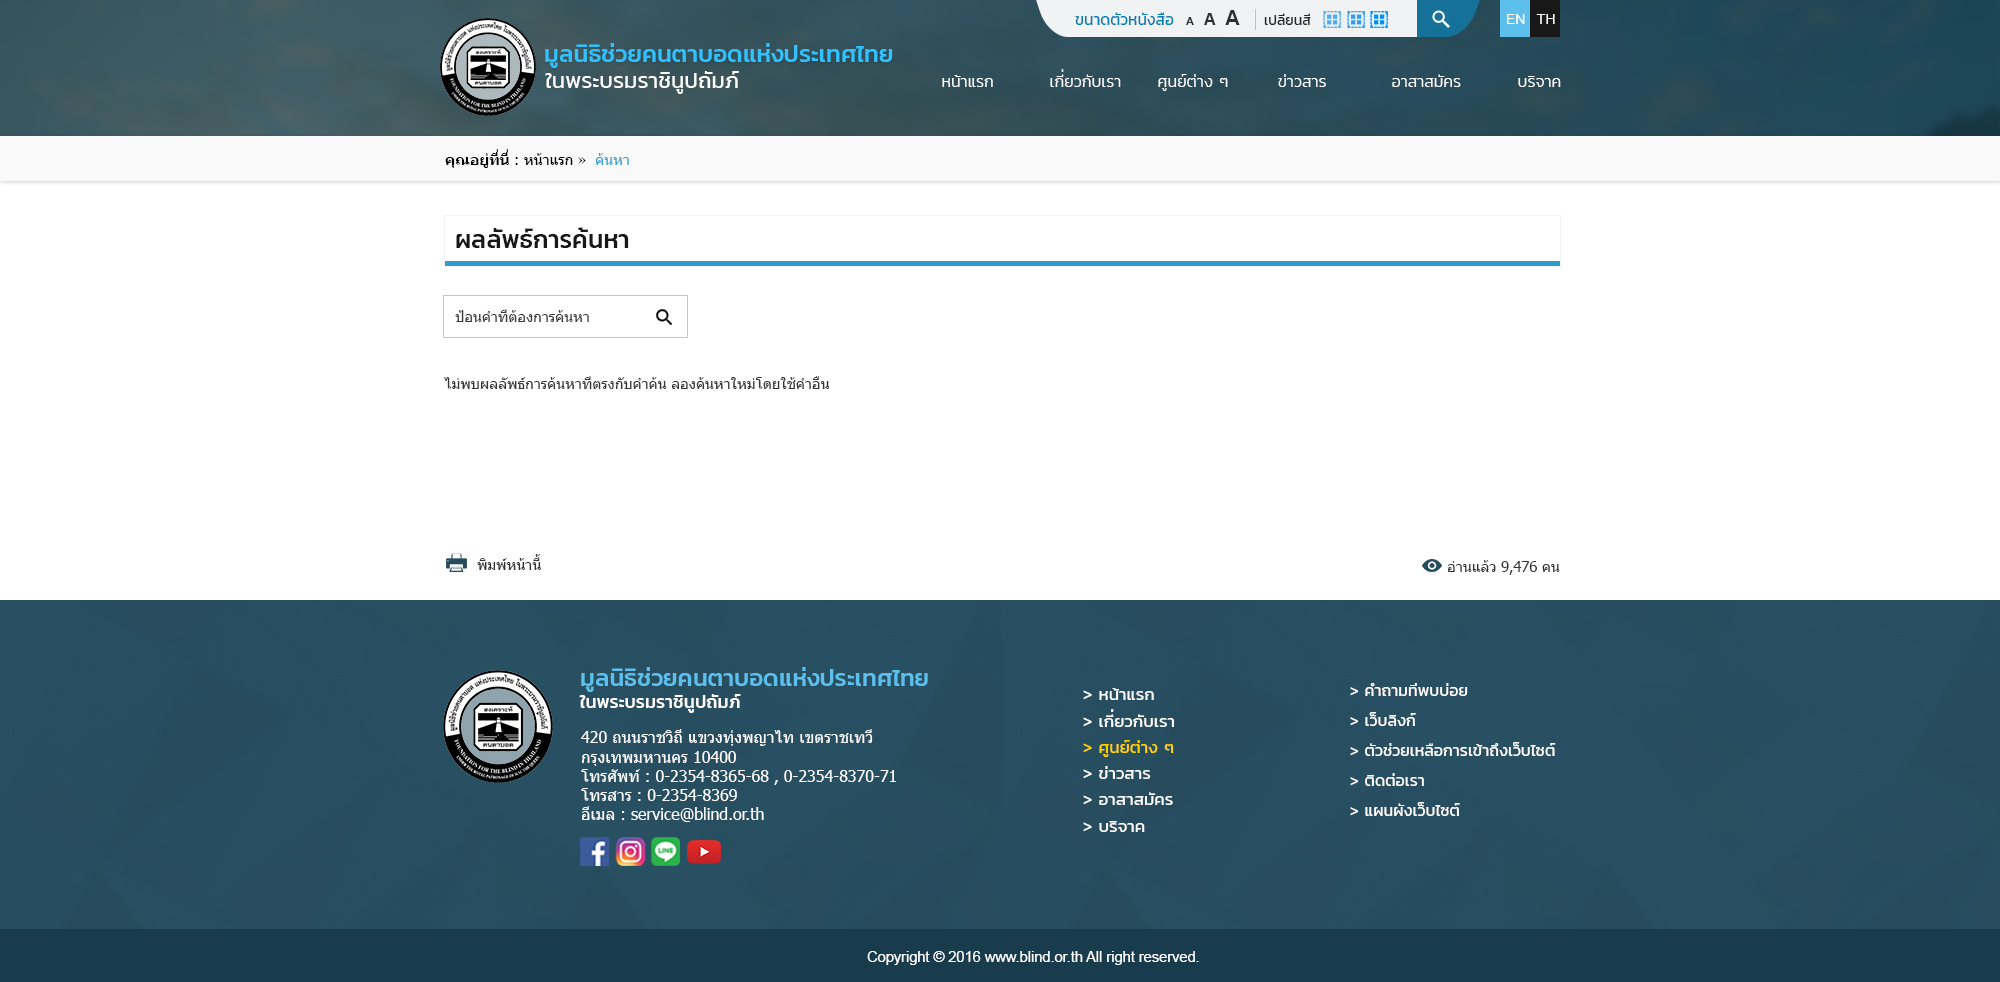 ขนาดตัวหนังสือ A A A เปลี่ยนสี EN TH
มูลนิธิช่วยคนตาบอดแห่งประเทศไทย
ในพระบรมราชินูปถัมภ์
หน้าแรก เกี่ยวกับเรา ศูนย์ต่าง ๆ ข่าวสาร อาสาสมัคร บริจาค
คุณอยู่ที่นี่ : หน้าแรก » ค้นหา
ผลลัพธ์การค้นหา
ป้อนคำที่ต้องการค้นหา
ไม่พบผลลัพธ์การค้นหาที่ตรงกับคำค้น ลองค้นหาใหม่โดยใช้คำอื่น
พิมพ์หน้านี้
อ่านแล้ว 9,476 คน
มูลนิธิช่วยคนตาบอดแห่งประเทศไทย
ในพระบรมราชินูปถัมภ์
420 ถนนราชวิถี แขวงทุ่งพญาไท เขตราชเทวี
กรุงเทพมหานคร 10400
โทรศัพท์ : 0-2354-8365-68 , 0-2354-8370-71
โทรสาร : 0-2354-8369
อีเมล : service@blind.or.th
LINE
> หน้าแรก
> เกี่ยวกับเรา
> ศูนย์ต่าง ๆ
> ข่าวสาร
> อาสาสมัคร
> บริจาค
> คำถามที่พบบ่อย
> เว็บลิงก์
> ตัวช่วยเหลือการเข้าถึงเว็บไซต์
> ติดต่อเรา
> แผนผังเว็บไซต์
Copyright © 2016 www.blind.or.th All right reserved.